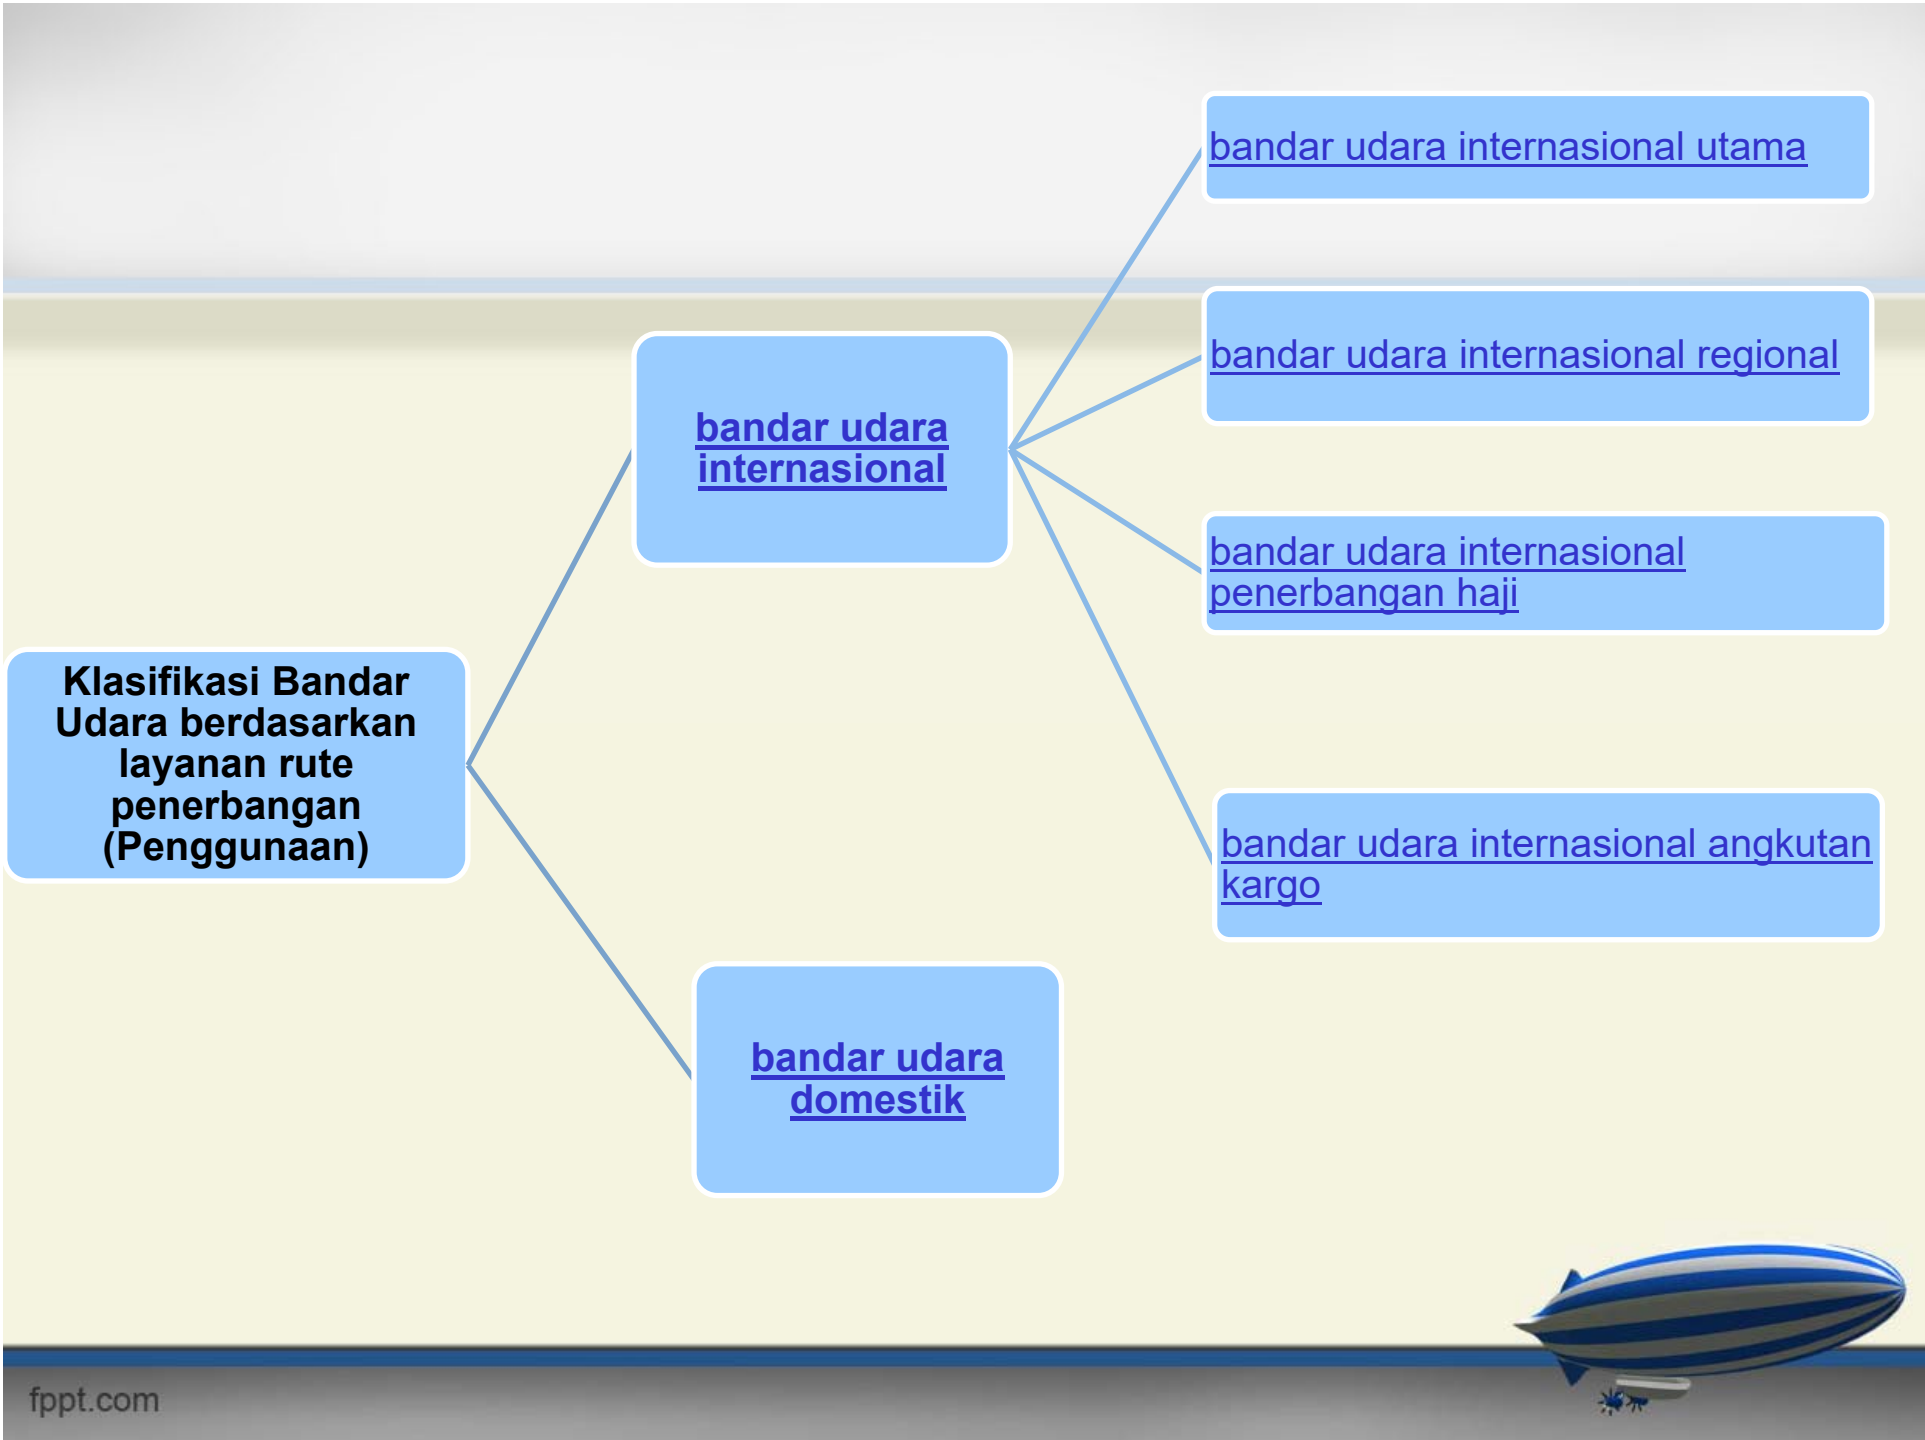 Klasifikasi Bandar
Udara berdasarkan
layanan rute
penerbangan
(Penggunaan)
bandar udara
internasional
bandar udara internasional utama
bandar udara internasional regional
bandar udara internasional
penerbangan haji
bandar udara internasional angkutan
kargo
bandar udara
domestik
fppt.com